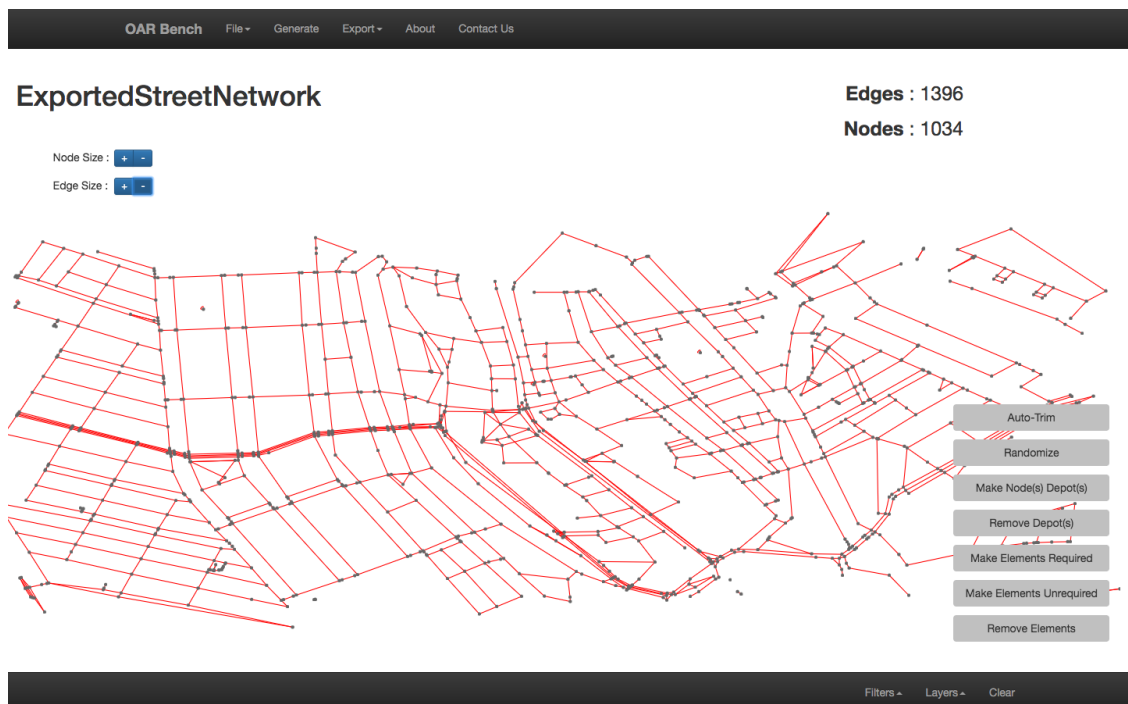 OAR Bench File Generate Export About Contact Us
ExportedStreetNetwork
Edges : 1396
Nodes : 1034
Node Size : + -
Edge Size : + -
Auto-Trim
Randomize
Make Node(s) Depot(s)
Remove Depot(s)
Make Elements Required
Make Elements Unrequired
Remove Elements
Filters Layers Clear